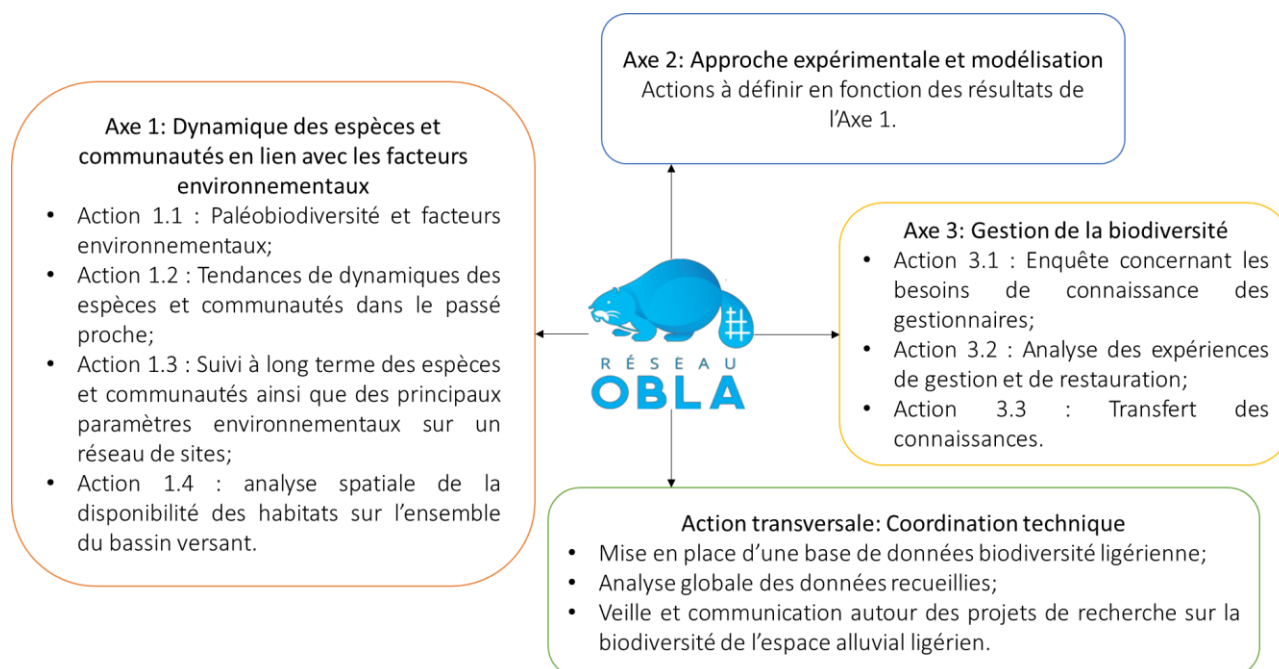 Axe 2: Approche expérimentale et modélisation
Actions à définir en fonction des résultats de
l’Axe 1.
Axe 1: Dynamique des espèces et
communautés en lien avec les facteurs
environnementaux
• Action 1.1 : Paléobiodiversité et facteurs
environnementaux;
• Action 1.2 : Tendances de dynamiques des
espèces et communautés dans le passé
proche;
• Action 1.3 : Suivi à long terme des espèces
et communautés ainsi que des principaux
paramètres environnementaux sur un
réseau de sites;
• Action 1.4 : analyse spatiale de la
disponibilité des habitats sur l’ensemble
du bassin versant.
RÉSEAU
OBLA
Axe 3: Gestion de la biodiversité
• Action 3.1 : Enquête concernant les
besoins de connaissance des
gestionnaires;
• Action 3.2 : Analyse des expériences
de gestion et de restauration;
• Action 3.3 : Transfert des
connaissances.
Action transversale: Coordination technique
• Mise en place d’une base de données biodiversité ligérienne;
• Analyse globale des données recueillies;
• Veille et communication autour des projets de recherche sur la
biodiversité de l’espace alluvial ligérien.